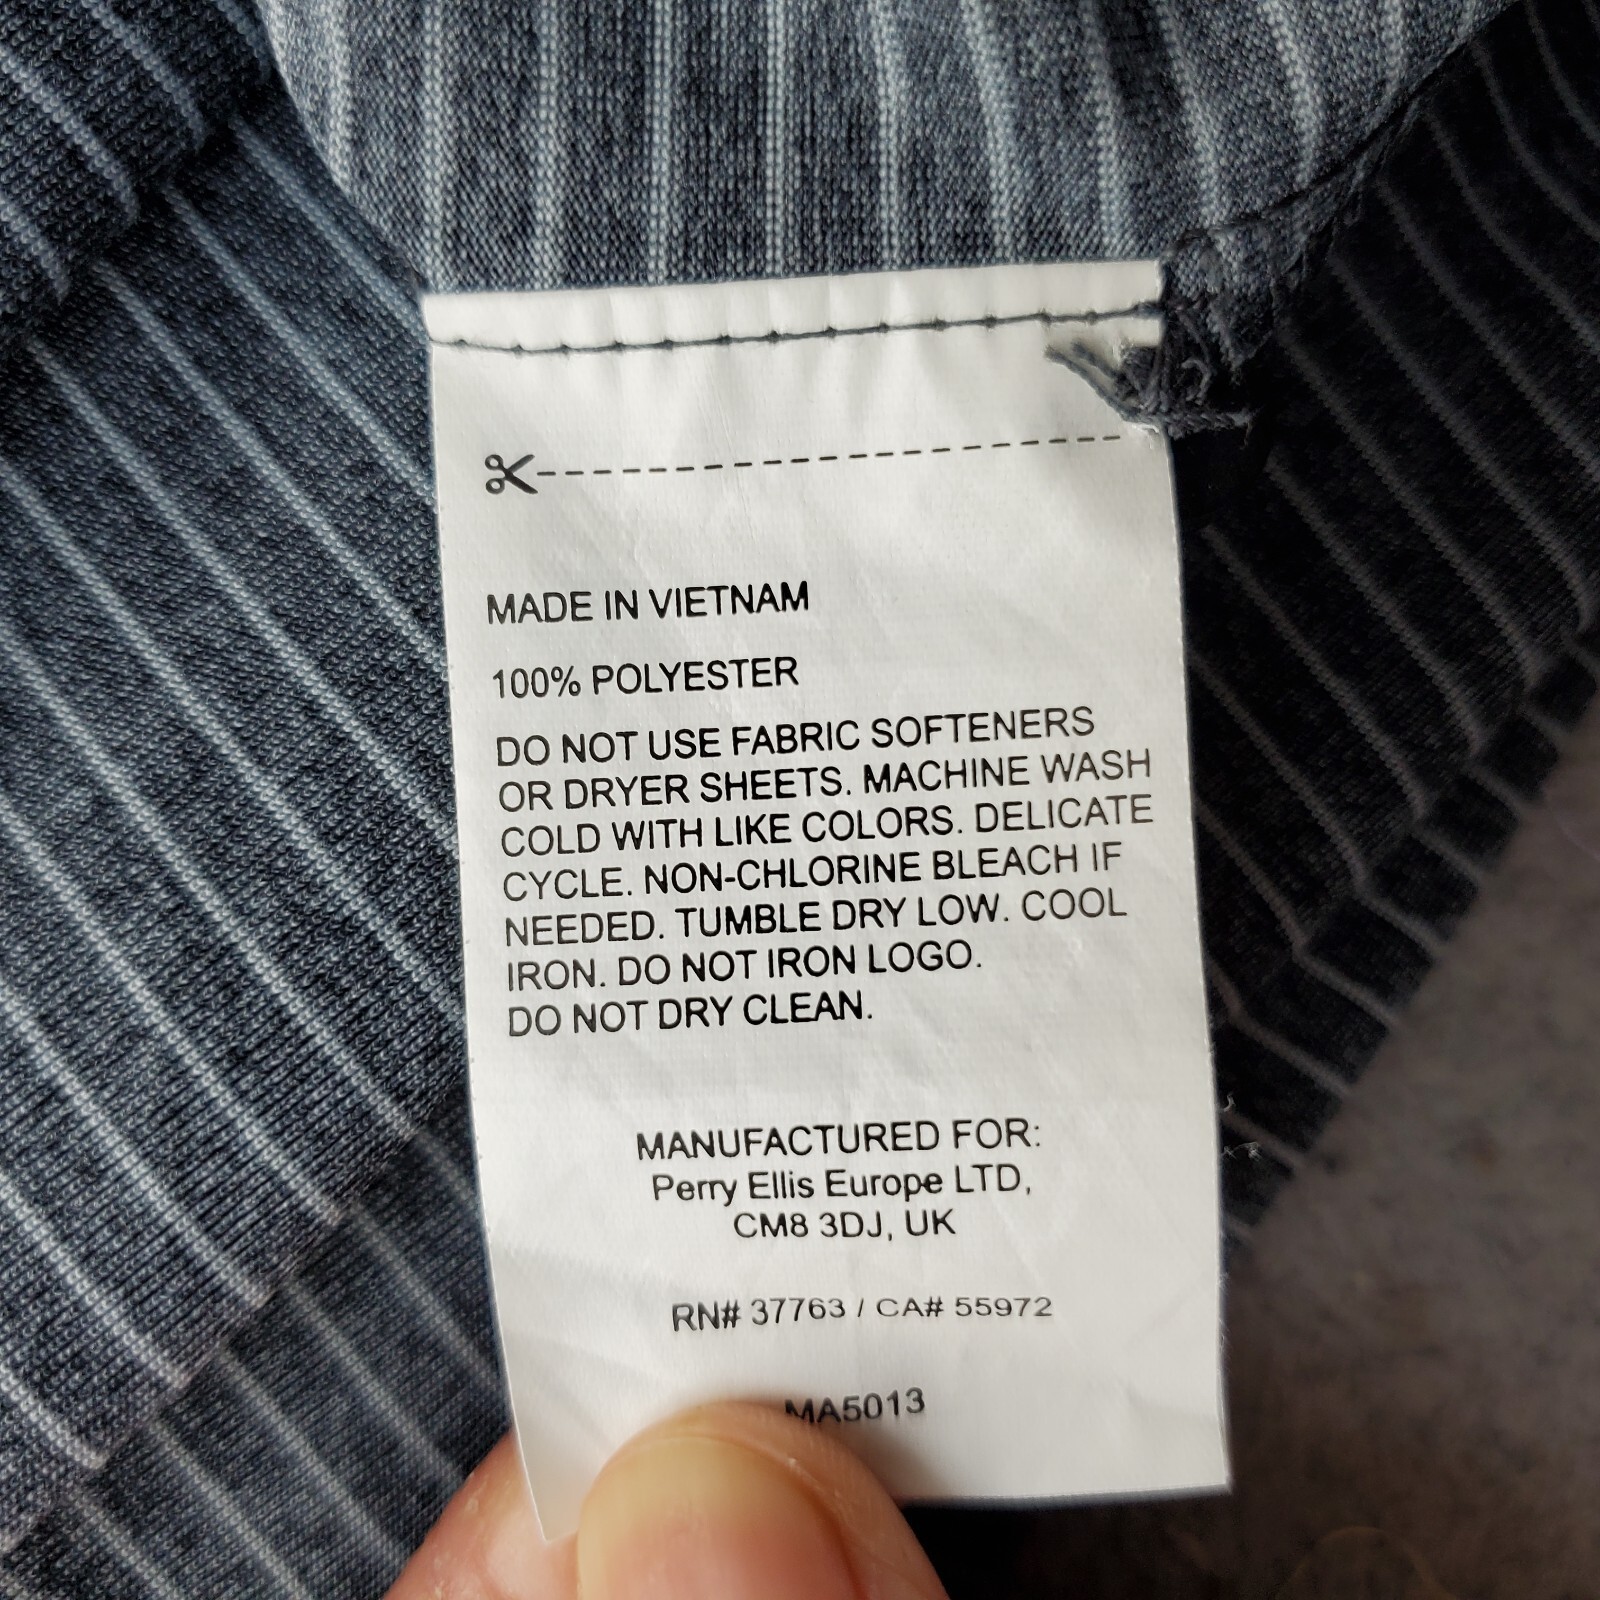 MADE IN VIETNAM
100% POLYESTER
DO NOT USE FABRIC SOFTENERS
OR DRYER SHEETS. MACHINE WASH
COLD WITH LIKE COLORS. DELICATE
CYCLE. NON-CHLORINE BLEACH IF
NEEDED. TUMBLE DRY LOW. COOL
IRON. DO NOT IRON LOGO.
DO NOT DRY CLEAN.
MANUFACTURED FOR:
Perry Ellis Europe LTD,
CM8 3DJ, UK
RN# 37763 / CA# 55972
MA5013